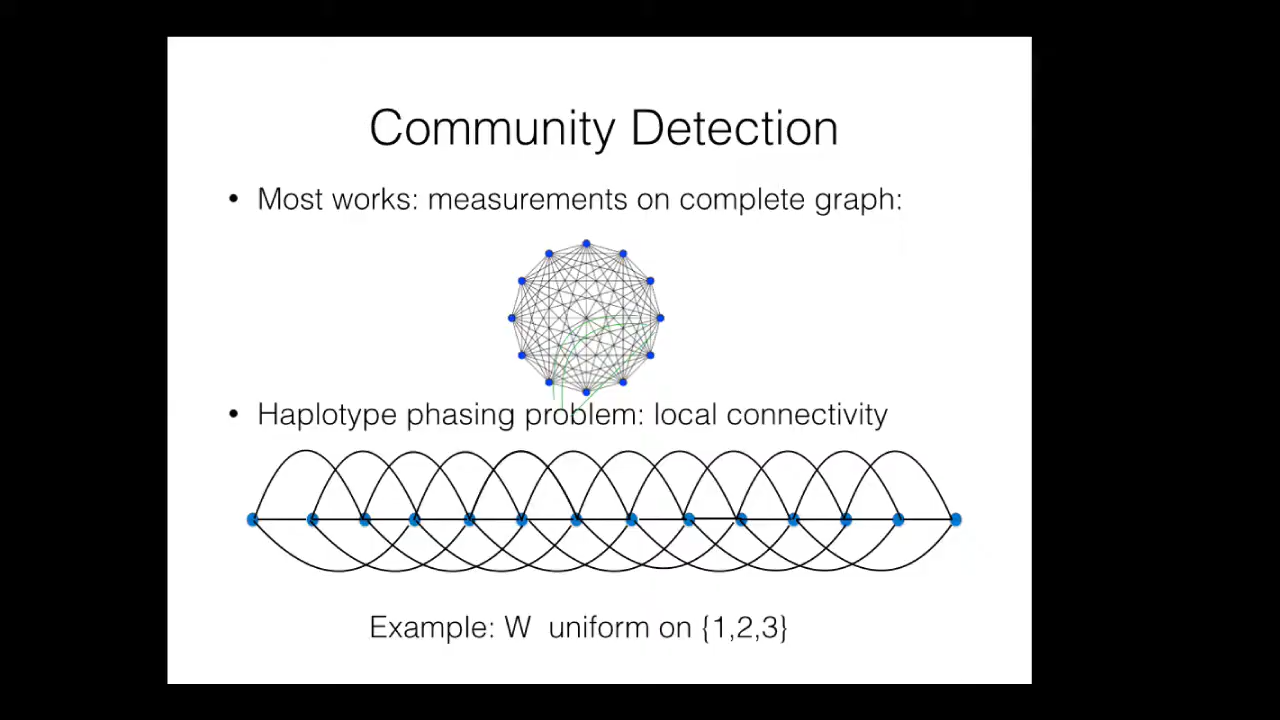 Community Detection
• Most works: measurements on complete graph:
• Haplotype phasing problem: local connectivity
Example: W uniform on {1,2,3}